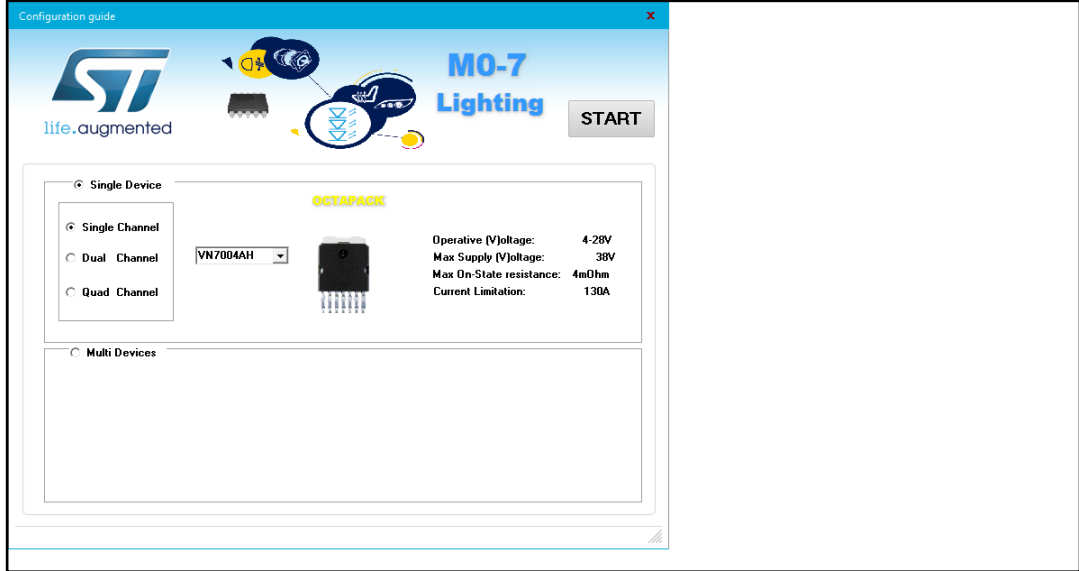 Configuration guide
x
ST
life.augmented
M0-7
Lighting
START
Single Device
OCTAPACK
Single Channel
Dual Channel
Quad Channel
VN7004AH
Operative (V)oltage: 4-28V
Max Supply (V)oltage: 38V
Max On-State resistance: 4mOhm
Current Limitation: 130A
Multi Devices